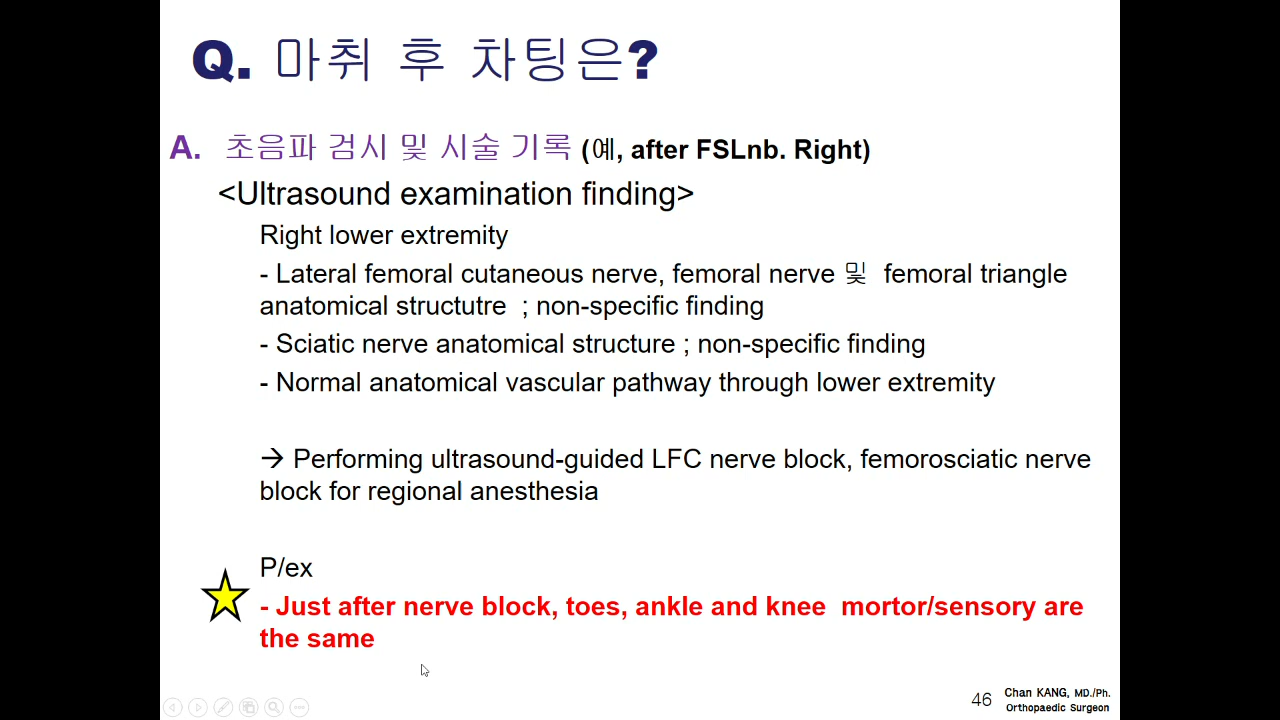 Q. 마취 후 차팅은?
A. 초음파 검시 및 시술 기록 (예, after FSLnb. Right)
<Ultrasound examination finding>
Right lower extremity
- Lateral femoral cutaneous nerve, femoral nerve 및 femoral triangle
anatomical structutre ; non-specific finding
- Sciatic nerve anatomical structure ; non-specific finding
- Normal anatomical vascular pathway through lower extremity
→ Performing ultrasound-guided LFC nerve block, femorosciatic nerve
block for regional anesthesia
P/ex
- Just after nerve block, toes, ankle and knee mortor/sensory are
the same
46
Chan KANG, MD./Ph.
Orthopaedic Surgeon